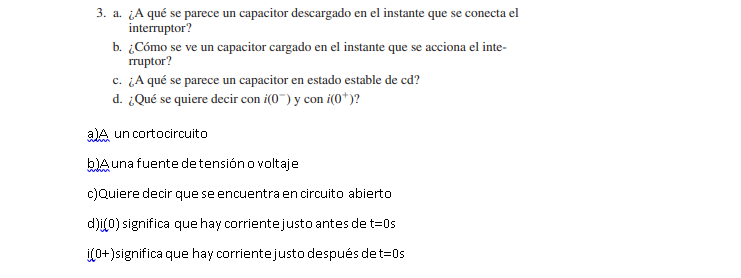 3. a. ¿A qué se parece un capacitor descargado en el instante que se conecta el
interruptor?
b. ¿Cómo se ve un capacitor cargado en el instante que se acciona el inte-
rruptor?
c. ¿A qué se parece un capacitor en estado estable de cd?
d. ¿Qué se quiere decir con i(0⁻) y con i(0⁺)?
a)A un cortocircuito
b)A una fuente de tensión o voltaje
c)Quiere decir que se encuentra en circuito abierto
d)i(0) significa que hay corriente justo antes de t=0s
i(0+)significa que hay corriente justo después de t=0s